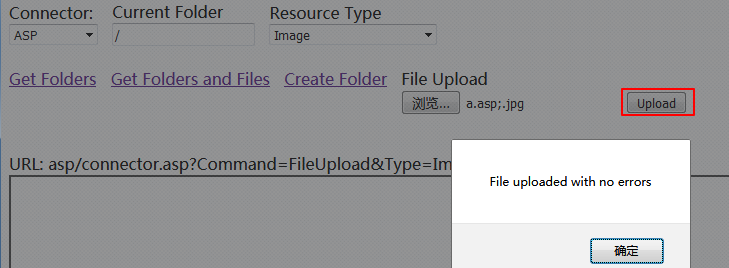 Connector: Current Folder Resource Type
ASP / Image
Get Folders Get Folders and Files Create Folder File Upload
浏览... a.asp;.jpg Upload
URL: asp/connector.asp?Command=FileUpload&Type=Im
File uploaded with no errors
确定